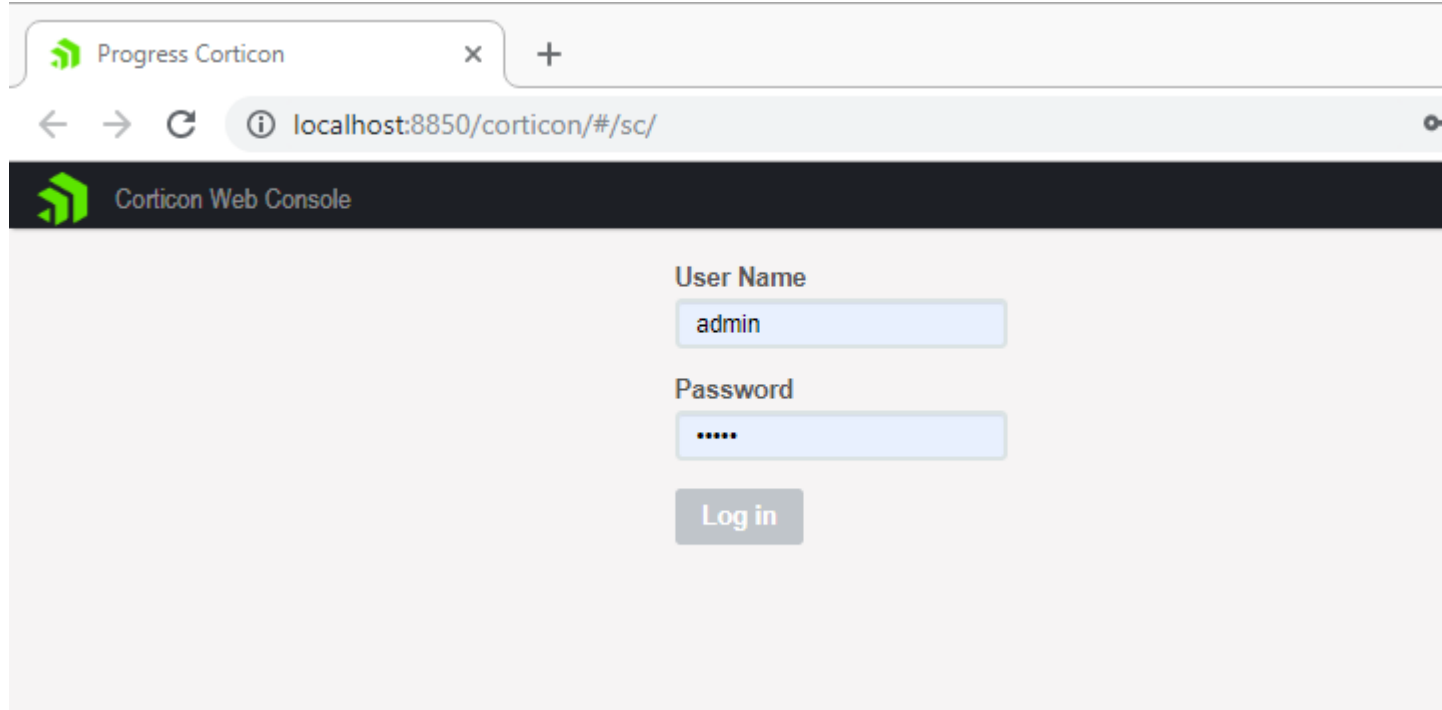 Progress Corticon
localhost:8850/corticon/#/sc/
Corticon Web Console
User Name
admin
Password
•••••
Log in